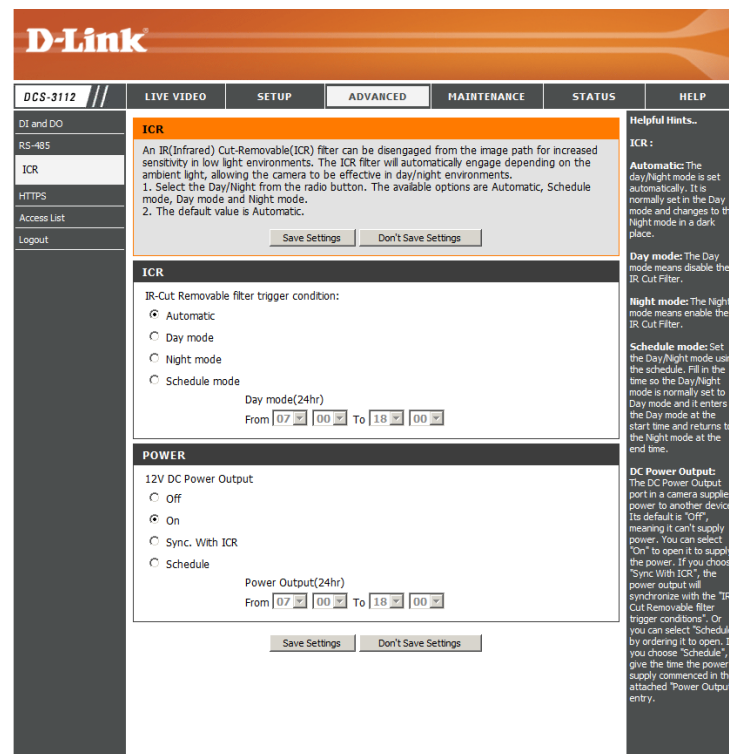 D-Link
DCS-3112 // LIVE VIDEO SETUP ADVANCED MAINTENANCE STATUS HELP
DI and DO
RS-485
ICR
HTTPS
Access List
Logout
ICR
An IR(Infrared) Cut-Removable(ICR) filter can be disengaged from the image path for increased
sensitivity in low light environments. The ICR filter will automatically engage depending on the
ambient light, allowing the camera to be effective in day/night environments.
1. Select the Day/Night from the radio button. The available options are Automatic, Schedule
mode, Day mode and Night mode.
2. The default value is Automatic.
Save Settings Don't Save Settings
ICR
IR-Cut Removable filter trigger condition:
Automatic
Day mode
Night mode
Schedule mode
Day mode(24hr)
From 07 00 To 18 00
POWER
12V DC Power Output
Off
On
Sync. With ICR
Schedule
Power Output(24hr)
From 07 00 To 18 00
Save Settings Don't Save Settings
Helpful Hints..
ICR :
Automatic: The
day/Night mode is set
automatically. It is
normally set in the Day
mode and changes to th
Night mode in a dark
place.
Day mode: The Day
mode means disable the
IR Cut Filter.
Night mode: The Night
mode means enable the
IR Cut Filter.
Schedule mode: Set
the Day/Night mode usin
the schedule. Fill in the
time so the Day/Night
mode is normally set to
Day mode and it enters
the Day mode at the
start time and returns to
the Night mode at the
end time.
DC Power Output:
The DC Power Output
port in a camera supplie
power to another device
Its default is "Off",
meaning it can't supply
power. You can select
"On" to open it to supply
the power. If you choos
"Sync With ICR", the
power output will
synchronize with the "IR
Cut Removable filter
trigger conditions". Or
you can select "Schedul
by ordering it to open. I
you choose "Schedule",
give the time the power
supply commenced in th
attached "Power Outpu
entry.